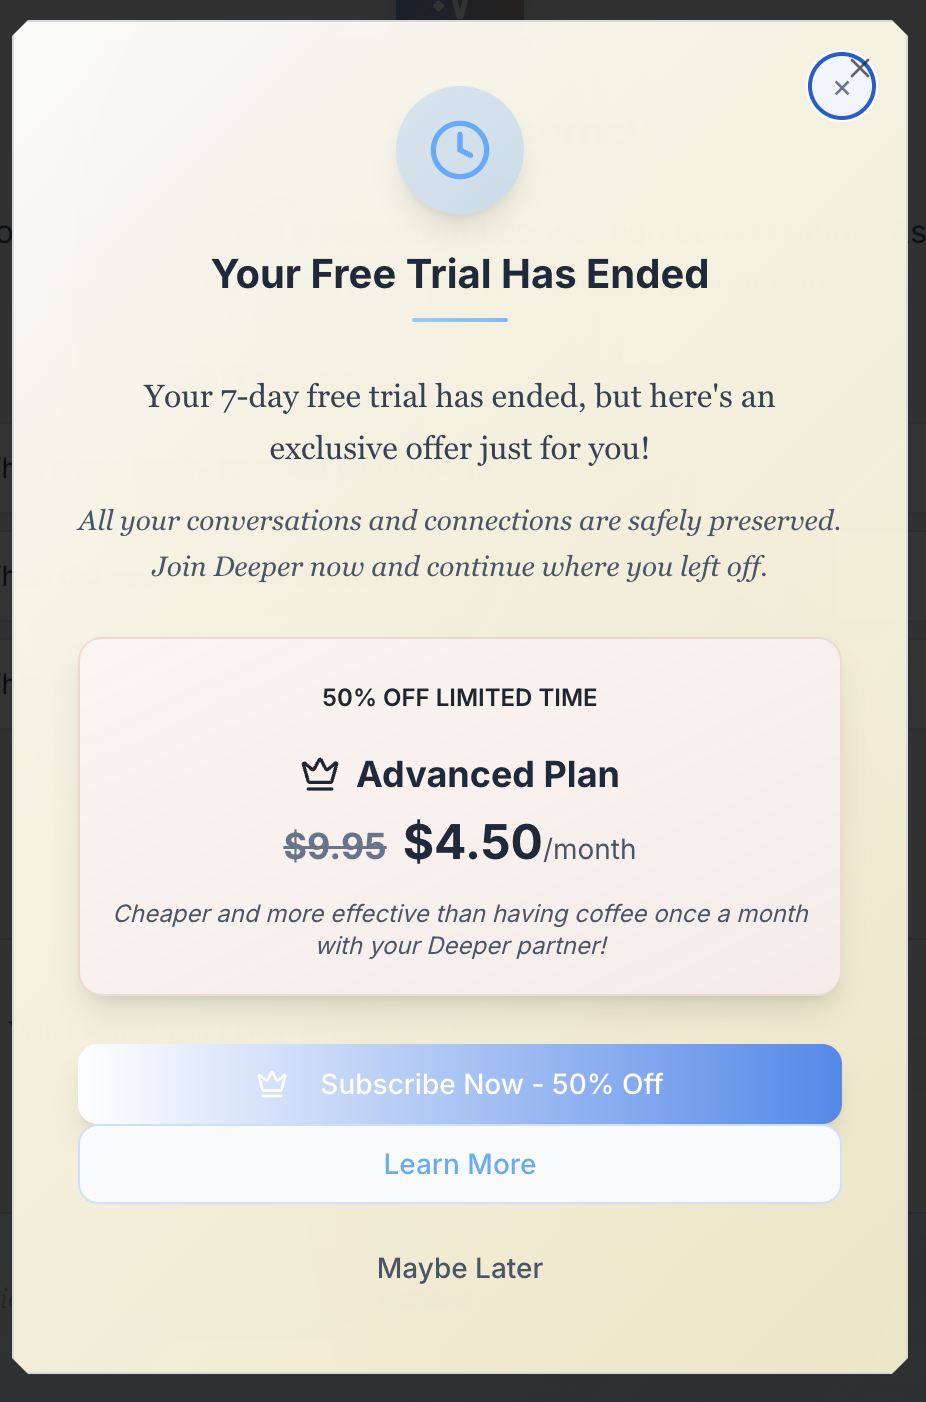 Your Free Trial Has Ended
Your 7-day free trial has ended, but here's an
exclusive offer just for you!
All your conversations and connections are safely preserved.
Join Deeper now and continue where you left off.
50% OFF LIMITED TIME
Advanced Plan
$9.95 $4.50/month
Cheaper and more effective than having coffee once a month
with your Deeper partner!
Subscribe Now - 50% Off
Learn More
Maybe Later